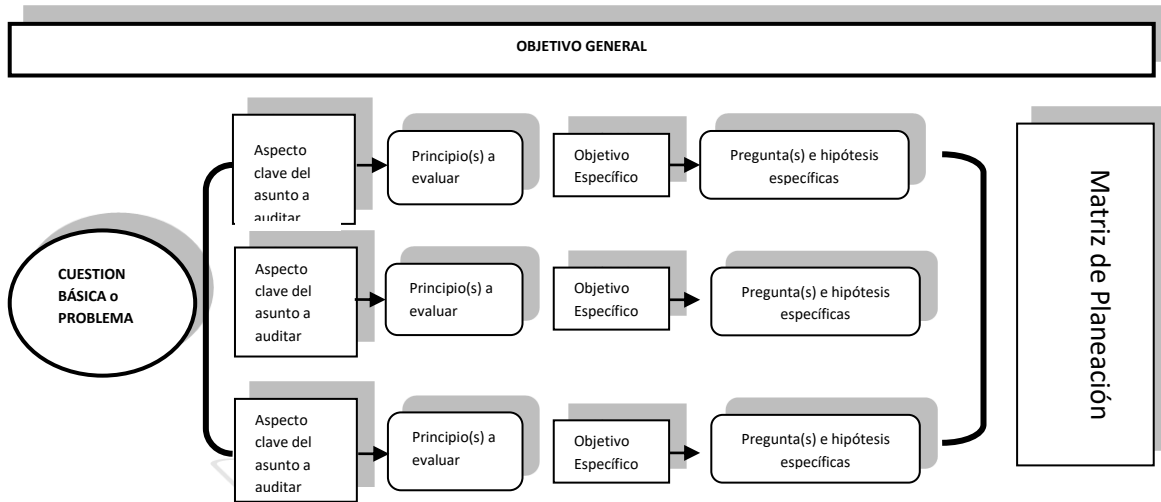 OBJETIVO GENERAL
CUESTION
BÁSICA o
PROBLEMA
Aspecto
clave del
asunto a
auditar
Principio(s) a
evaluar
Objetivo
Específico
Pregunta(s) e hipótesis
específicas
Aspecto
clave del
asunto a
auditar
Principio(s) a
evaluar
Objetivo
Específico
Pregunta(s) e hipótesis
específicas
Aspecto
clave del
asunto a
auditar
Principio(s) a
evaluar
Objetivo
Específico
Pregunta(s) e hipótesis
específicas
Matriz de Planeación